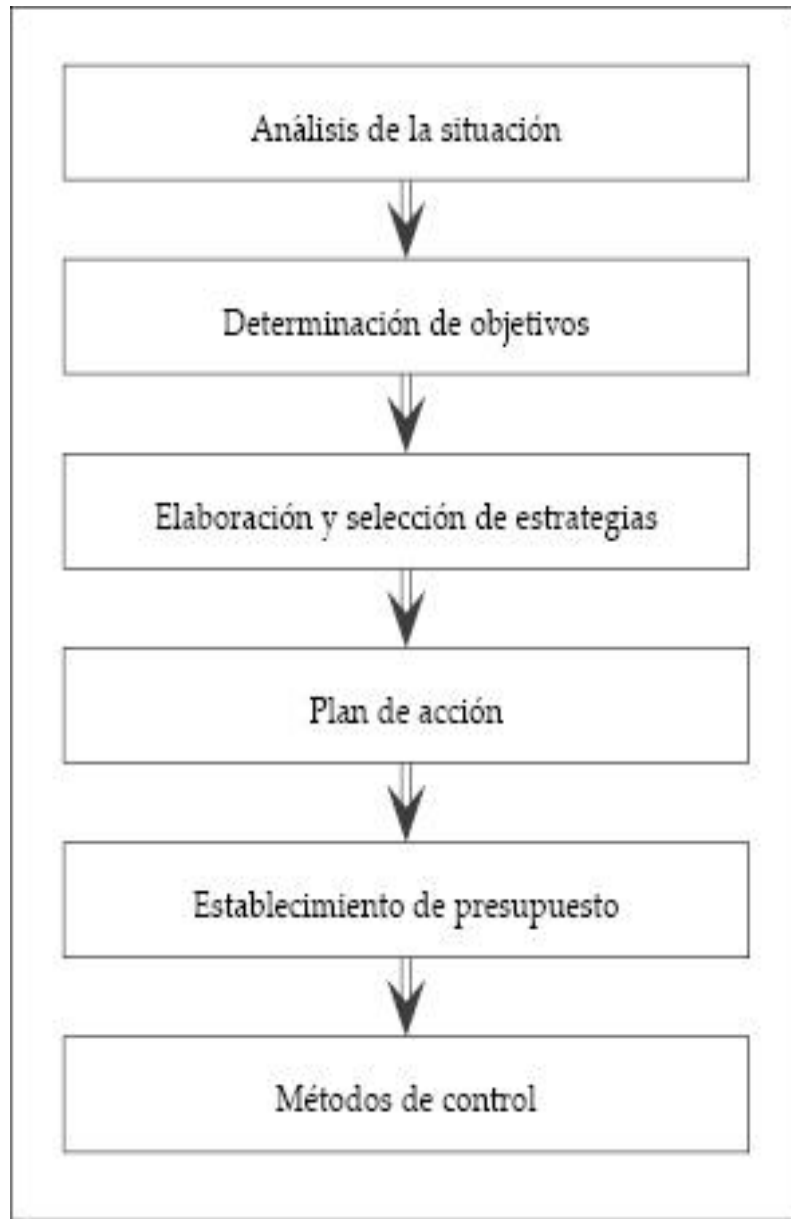 Análisis de la situación
Determinación de objetivos
Elaboración y selección de estrategias
Plan de acción
Establecimiento de presupuesto
Métodos de control